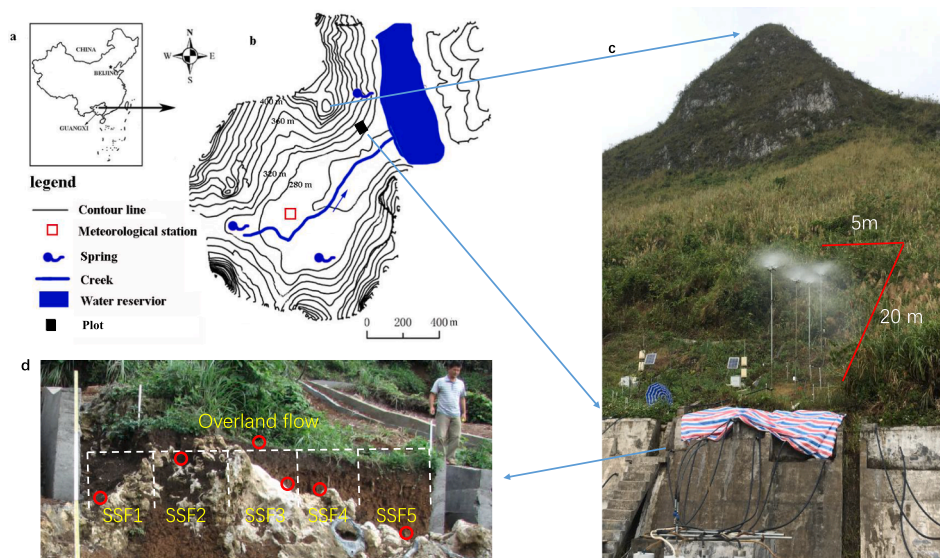 a
CHINA
BEIJING
GUANGXI
N
W E
S
b
400 m
360 m
320 m
280 m
0 200 400 m
legend
Contour line
Meteorological station
Spring
Creek
Water reservior
Plot
c
5m
20 m
d
Overland flow
SSF1
SSF2
SSF3
SSF4
SSF5